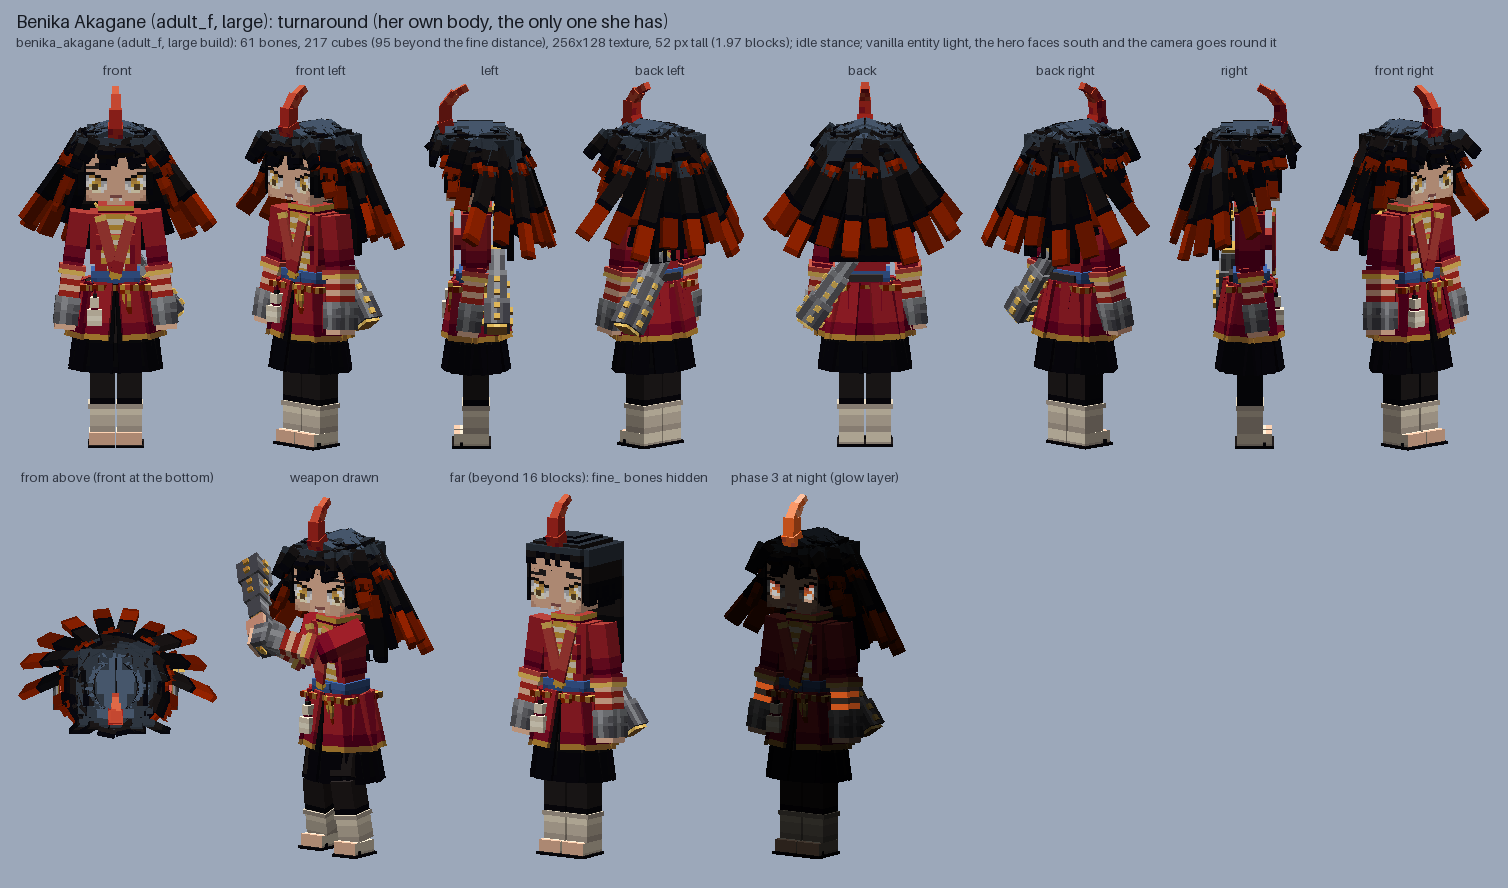 Benika Akagane (adult_f, large): turnaround (her own body, the only one she has)
benika_akagane (adult_f, large build): 61 bones, 217 cubes (95 beyond the fine distance), 256x128 texture, 52 px tall (1.97 blocks); idle stance; vanilla entity light, the hero faces south and the camera goes round it
front
front left
left
back left
back
back right
right
front right
from above (front at the bottom)
weapon drawn
far (beyond 16 blocks): fine_ bones hidden
phase 3 at night (glow layer)